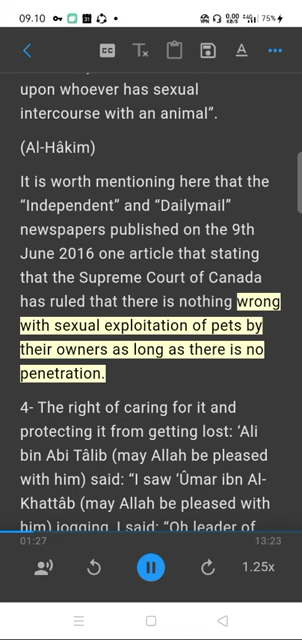 09.10
0.00 KB/S
4G
75%
CC
upon whoever has sexual
intercourse with an animal”.
(Al-Hâkim)
It is worth mentioning here that the
“Independent” and “Dailymail”
newspapers published on the 9th
June 2016 one article that stating
that the Supreme Court of Canada
has ruled that there is nothing wrong
with sexual exploitation of pets by
their owners as long as there is no
penetration.
4- The right of caring for it and
protecting it from getting lost: ‘Ali
bin Abi Tâlib (may Allah be pleased
with him) said: “I saw ‘Ûmar ibn Al-
Khattâb (may Allah be pleased with
him) jogging, I said: “Oh leader of
01:27
13:23
1.25x